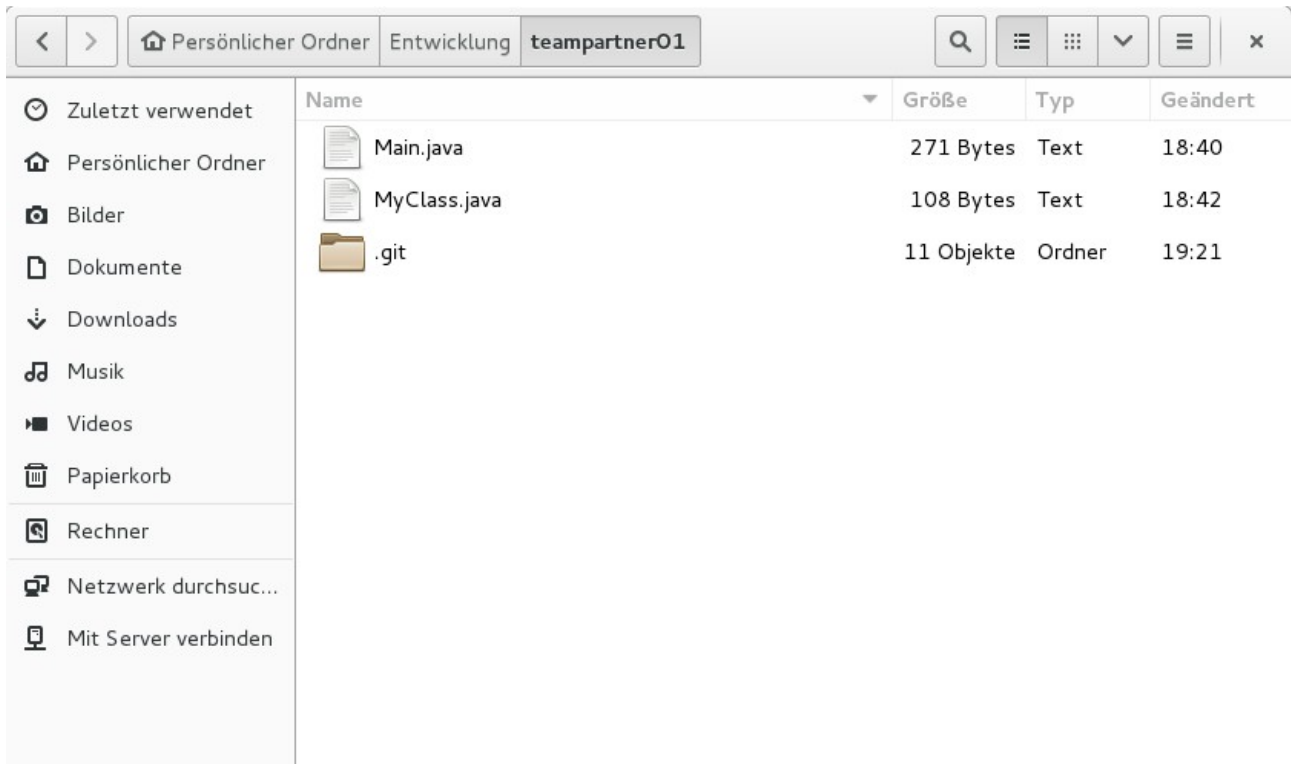 Persönlicher Ordner Entwicklung teampartner01
Name Größe Typ Geändert
Zuletzt verwendet
Persönlicher Ordner
Bilder
Dokumente
Downloads
Musik
Videos
Papierkorb
Rechner
Netzwerk durchsuc...
Mit Server verbinden
Main.java 271 Bytes Text 18:40
MyClass.java 108 Bytes Text 18:42
.git 11 Objekte Ordner 19:21